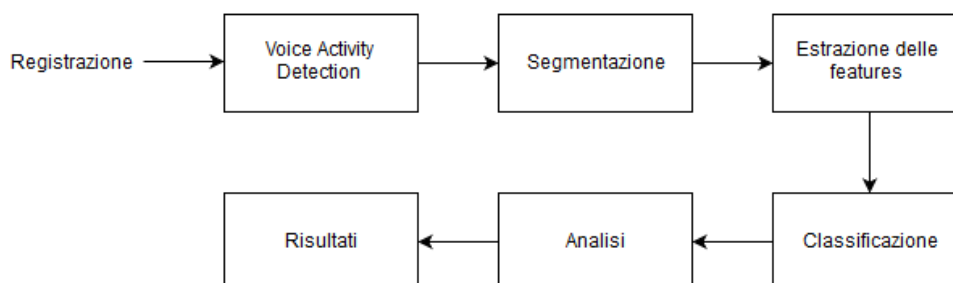 Registrazione
Voice Activity
Detection
Segmentazione
Estrazione delle
features
Classificazione
Analisi
Risultati